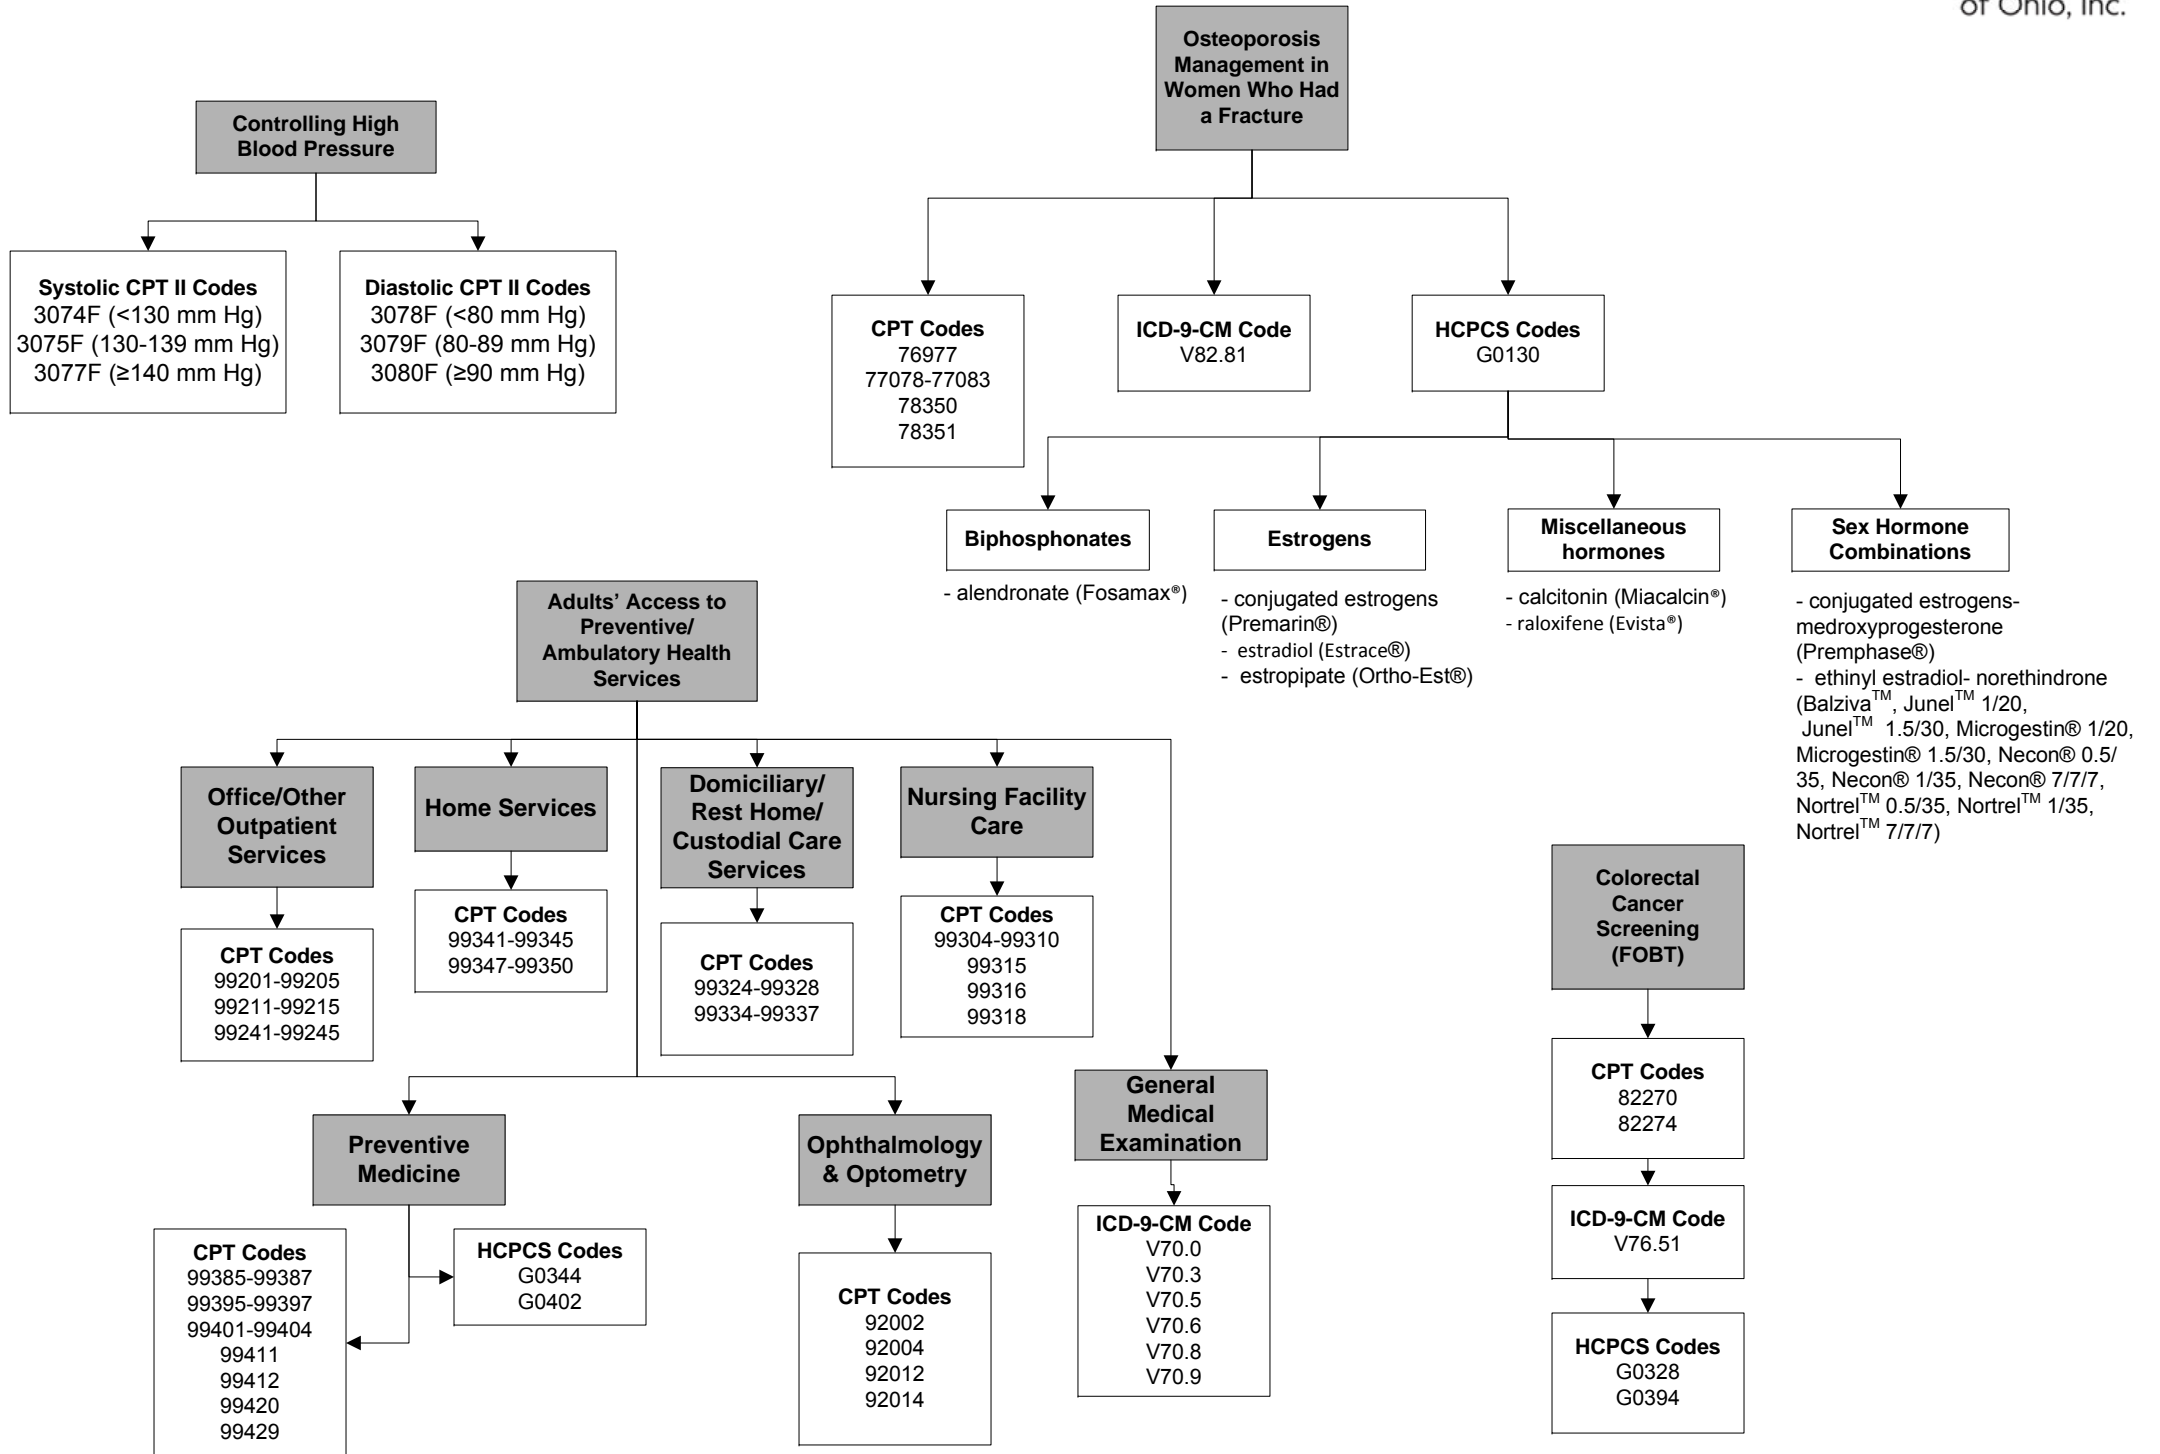 of Ohio, Inc.
Controlling High
Blood Pressure
Systolic CPT II Codes
3074F (<130 mm Hg)
3075F (130-139 mm Hg)
3077F (≥140 mm Hg)
Diastolic CPT II Codes
3078F (<80 mm Hg)
3079F (80-89 mm Hg)
3080F (≥90 mm Hg)
Osteoporosis
Management in
Women Who Had
a Fracture
CPT Codes
76977
77078-77083
78350
78351
ICD-9-CM Code
V82.81
HCPCS Codes
G0130
Biphosphonates
- alendronate (Fosamax®)
Estrogens
- conjugated estrogens
(Premarin®)
- estradiol (Estrace®)
- estropipate (Ortho-Est®)
Miscellaneous
hormones
- calcitonin (Miacalcin®)
- raloxifene (Evista®)
Sex Hormone
Combinations
- conjugated estrogens-
medroxyprogesterone
(Premphase®)
- ethinyl estradiol- norethindrone
(Balziva™, Junel™ 1/20,
Junel™ 1.5/30, Microgestin® 1/20,
Microgestin® 1.5/30, Necon® 0.5/
35, Necon® 1/35, Necon® 7/7/7,
Nortrel™ 0.5/35, Nortrel™ 1/35,
Nortrel™ 7/7/7)
Adults’ Access to
Preventive/
Ambulatory Health
Services
Office/Other
Outpatient
Services
CPT Codes
99201-99205
99211-99215
99241-99245
Home Services
CPT Codes
99341-99345
99347-99350
Domiciliary/
Rest Home/
Custodial Care
Services
CPT Codes
99324-99328
99334-99337
Nursing Facility
Care
CPT Codes
99304-99310
99315
99316
99318
Preventive
Medicine
CPT Codes
99385-99387
99395-99397
99401-99404
99411
99412
99420
99429
HCPCS Codes
G0344
G0402
Ophthalmology
& Optometry
CPT Codes
92002
92004
92012
92014
General
Medical
Examination
ICD-9-CM Code
V70.0
V70.3
V70.5
V70.6
V70.8
V70.9
Colorectal
Cancer
Screening
(FOBT)
CPT Codes
82270
82274
ICD-9-CM Code
V76.51
HCPCS Codes
G0328
G0394